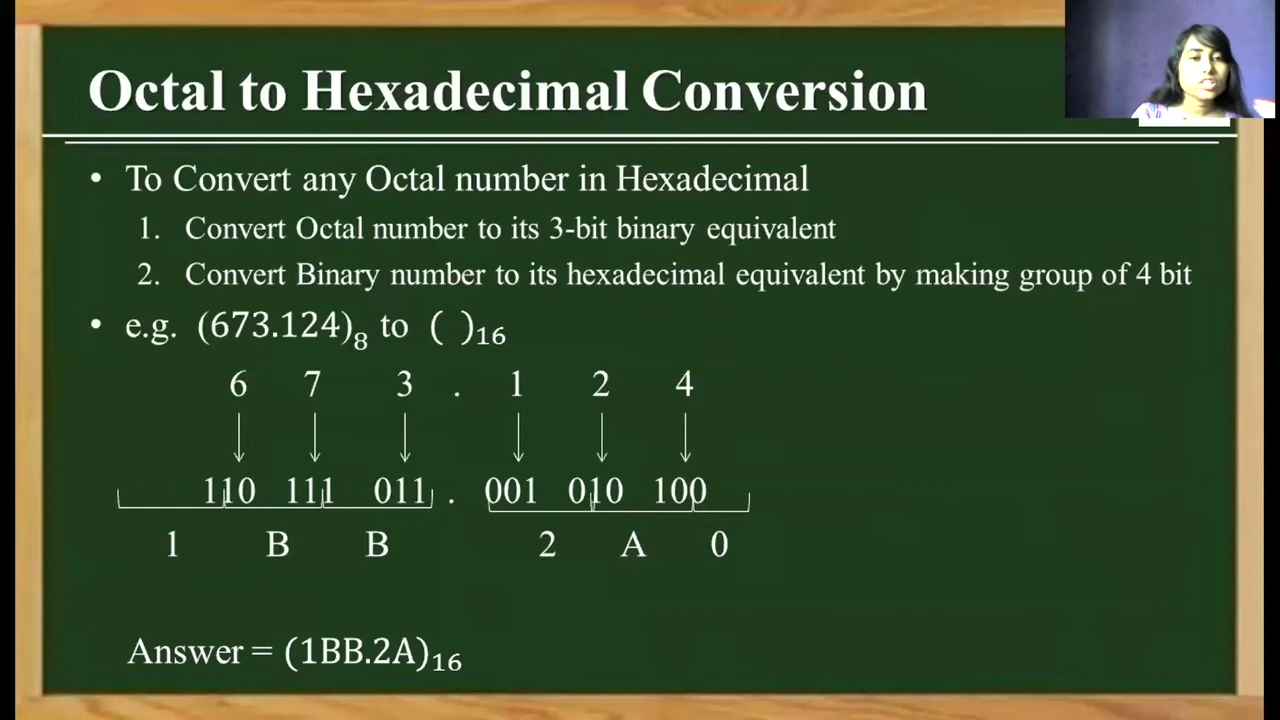 Octal to Hexadecimal Conversion
• To Convert any Octal number in Hexadecimal
1. Convert Octal number to its 3-bit binary equivalent
2. Convert Binary number to its hexadecimal equivalent by making group of 4 bit
• e.g. (673.124)₈ to ( )₁₆
6 7 3 . 1 2 4
110 111 011 . 001 010 100
1 B B 2 A 0
Answer = (1BB.2A)₁₆